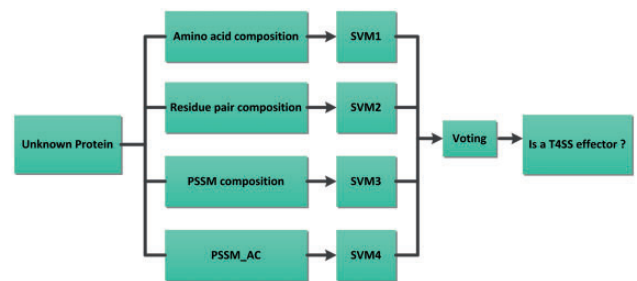 Unknown Protein
Amino acid composition
SVM1
Residue pair composition
SVM2
PSSM composition
SVM3
PSSM_AC
SVM4
Voting
Is a T4SS effector ?